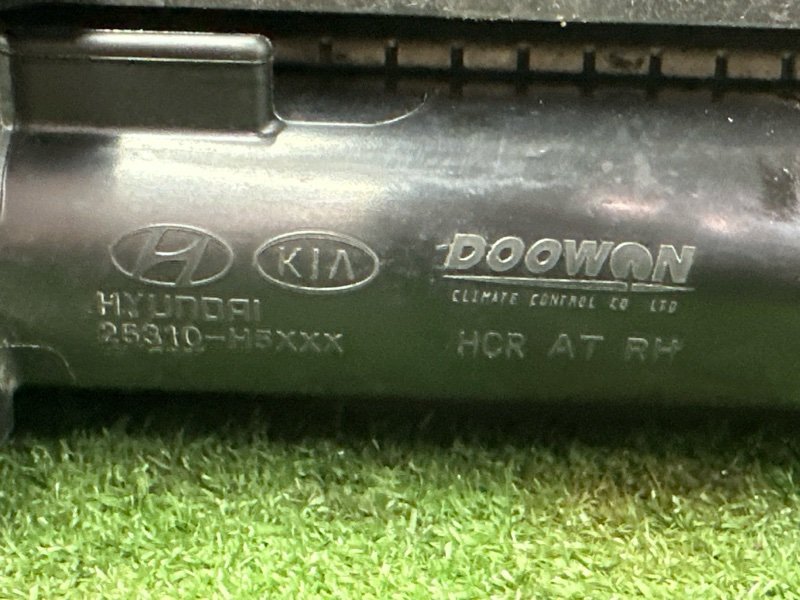 KIA
HYUNDAI
25310-H5XXX
DOOWON
CLIMATE CONTROL CO LTD
HCR AT RH